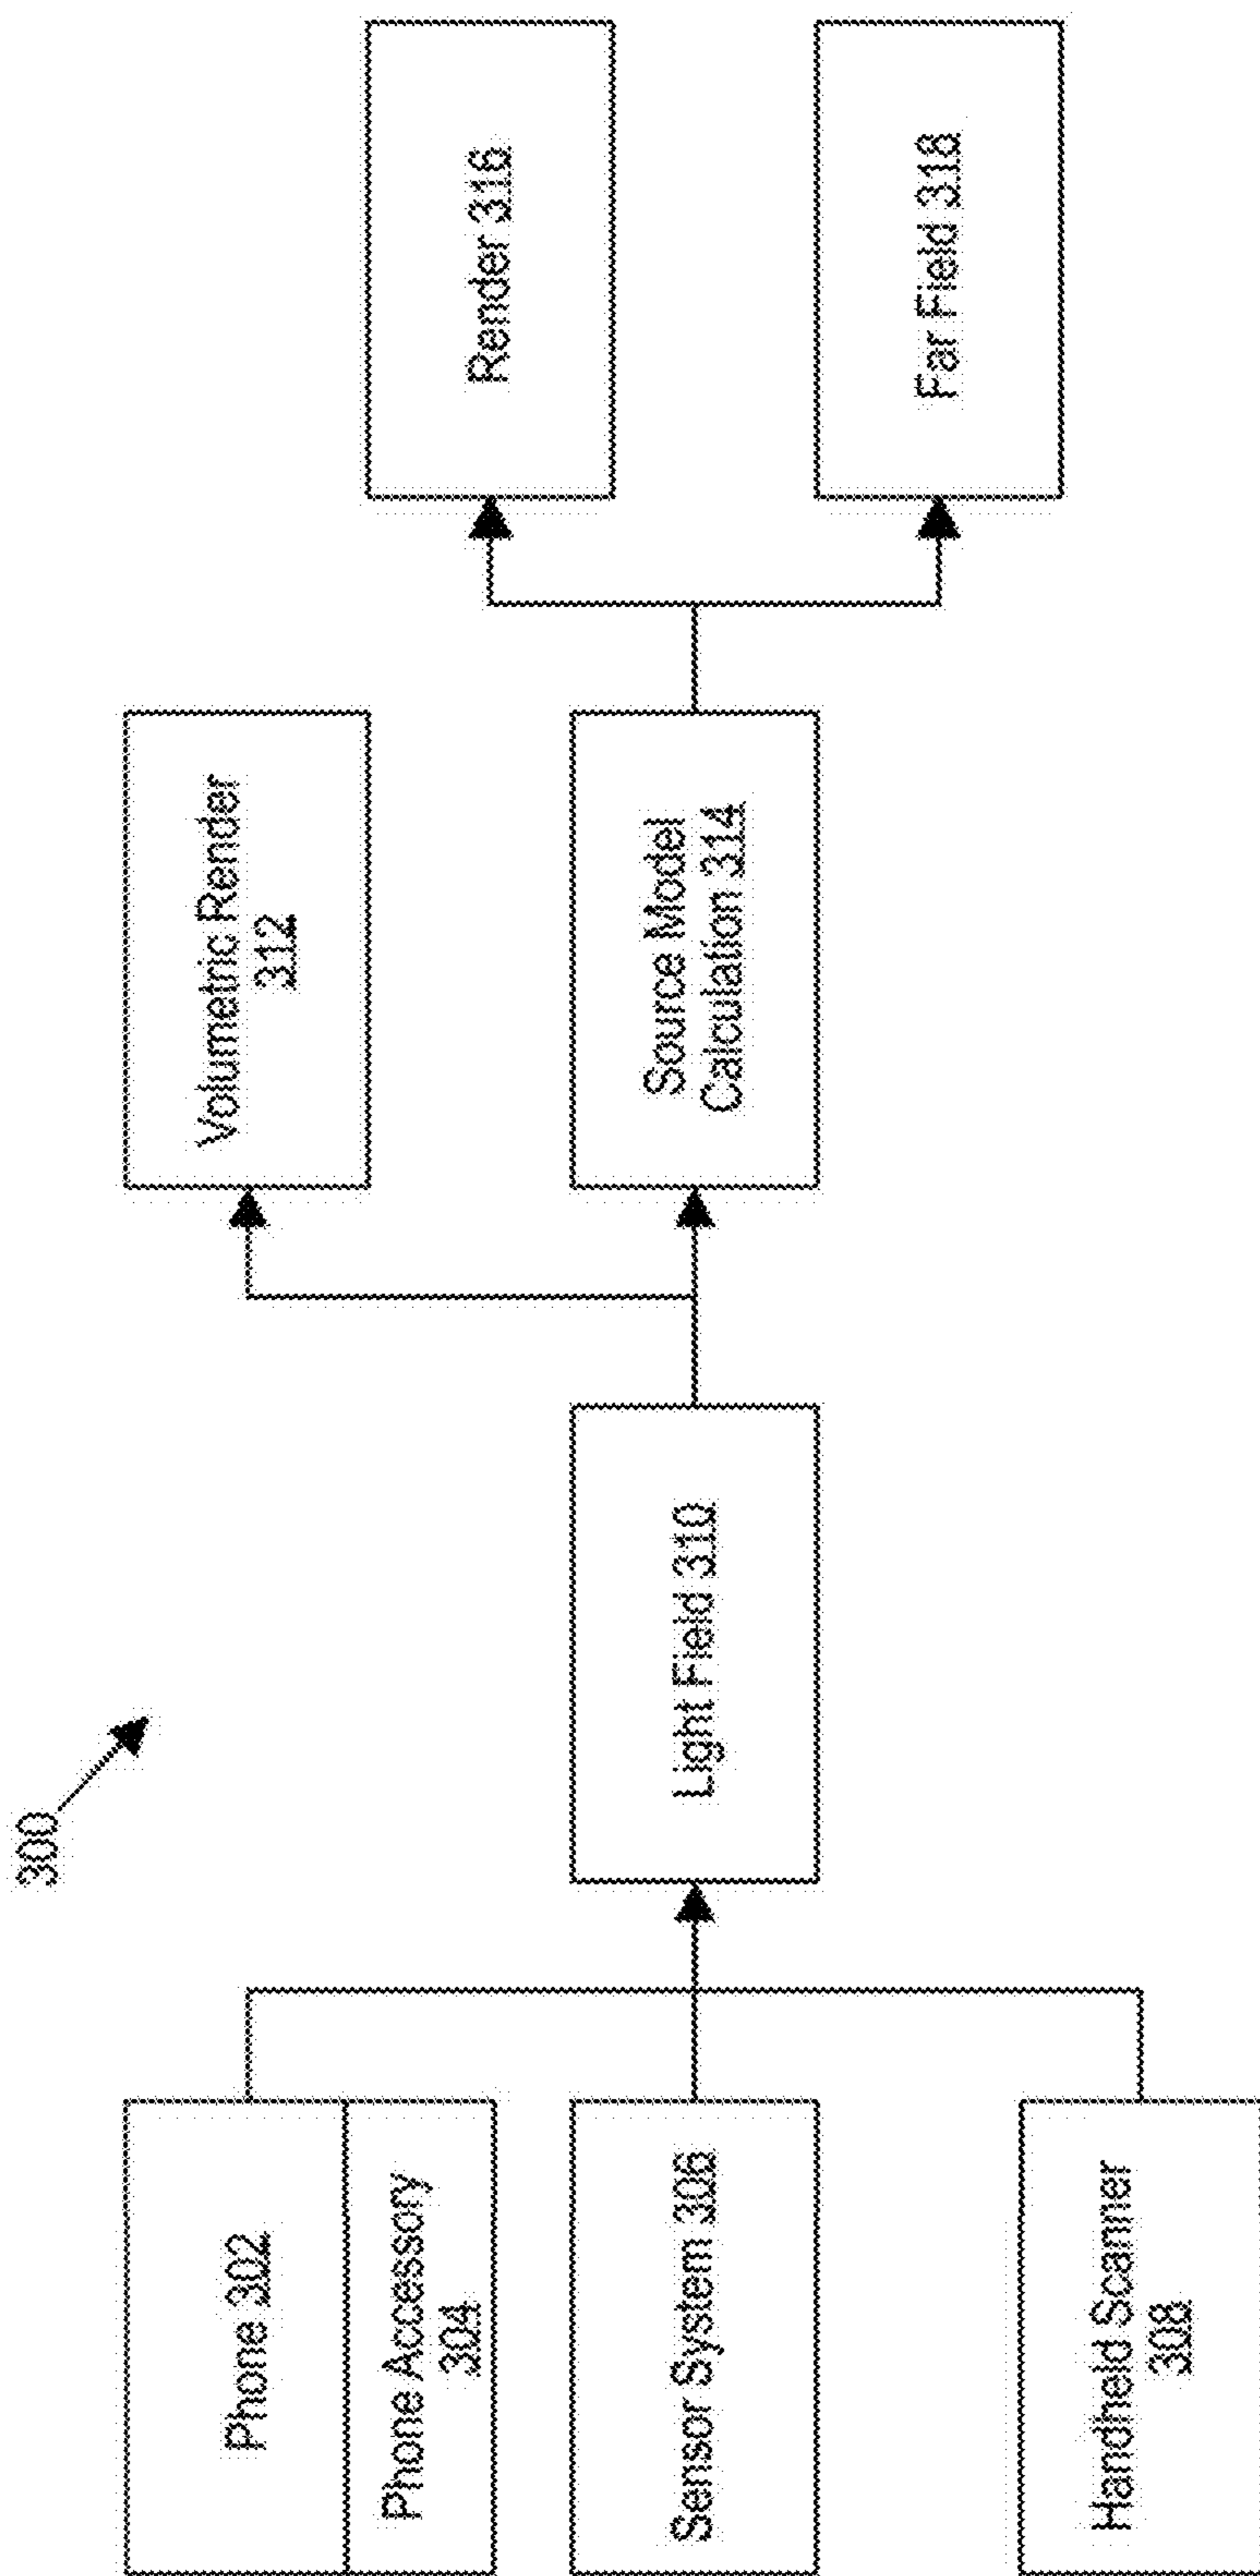 300
Phone 302
Phone Accessory
304
Sensor System 306
Handheld Scanner
308
Light Field 310
Volumetric Render
312
Source Model
Calculation 314
Render 316
Far Field 318